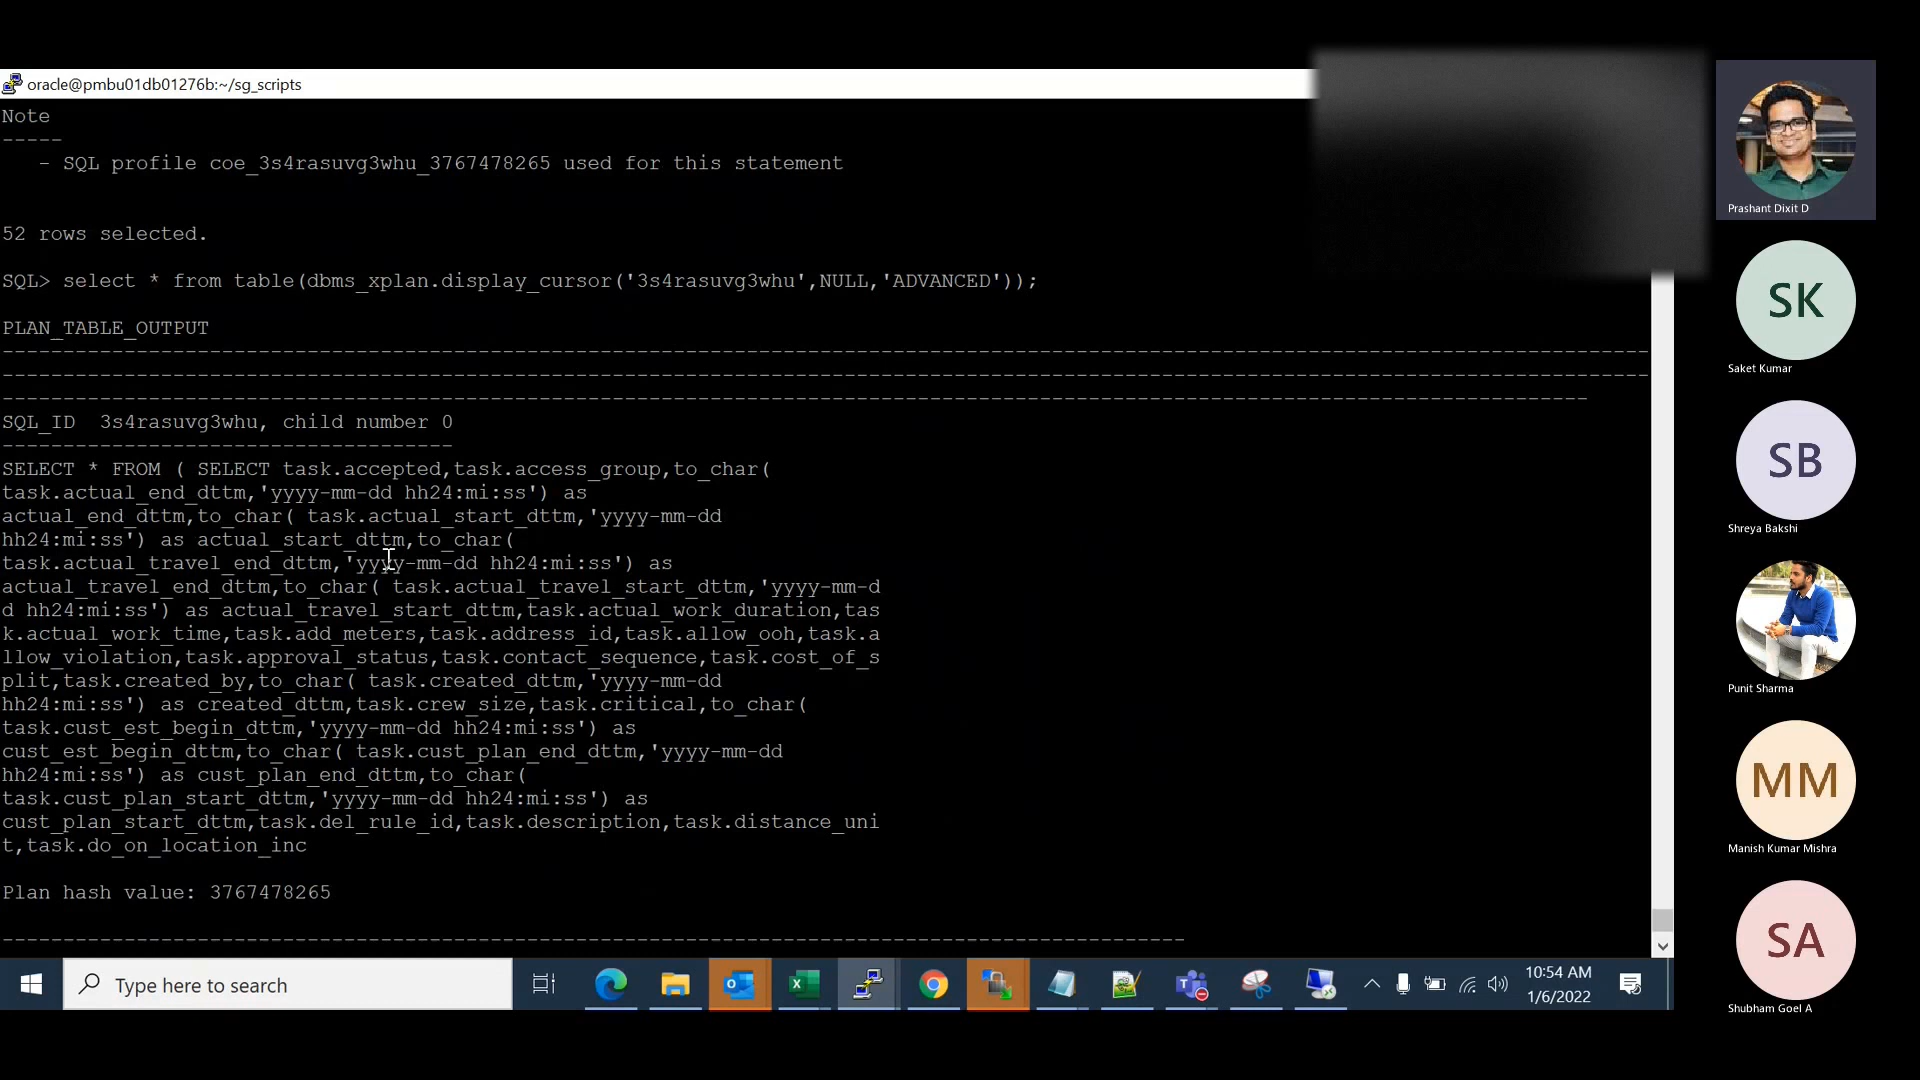 oracle@pmbu01db01276b:~/sg_scripts
Note
-----
- SQL profile coe_3s4rasuvg3whu_3767478265 used for this statement
52 rows selected.
SQL> select * from table(dbms_xplan.display_cursor('3s4rasuvg3whu',NULL,'ADVANCED'));
PLAN_TABLE_OUTPUT
---------------------------------------------------------------------------------------------------------------------------------------
---------------------------------------------------------------------------------------------------------------------------------------
----------------------------------------------------------------------------------------------------------------------------------
SQL_ID  3s4rasuvg3whu, child number 0
-------------------------------------
SELECT * FROM ( SELECT task.accepted,task.access_group,to_char(
task.actual_end_dttm,'yyyy-mm-dd hh24:mi:ss') as
actual_end_dttm,to_char( task.actual_start_dttm,'yyyy-mm-dd
hh24:mi:ss') as actual_start_dttm,to_char(
task.actual_travel_end_dttm,'yyyy-mm-dd hh24:mi:ss') as
actual_travel_end_dttm,to_char( task.actual_travel_start_dttm,'yyyy-mm-d
d hh24:mi:ss') as actual_travel_start_dttm,task.actual_work_duration,tas
k.actual_work_time,task.add_meters,task.address_id,task.allow_ooh,task.a
llow_violation,task.approval_status,task.contact_sequence,task.cost_of_s
plit,task.created_by,to_char( task.created_dttm,'yyyy-mm-dd
hh24:mi:ss') as created_dttm,task.crew_size,task.critical,to_char(
task.cust_est_begin_dttm,'yyyy-mm-dd hh24:mi:ss') as
cust_est_begin_dttm,to_char( task.cust_plan_end_dttm,'yyyy-mm-dd
hh24:mi:ss') as cust_plan_end_dttm,to_char(
task.cust_plan_start_dttm,'yyyy-mm-dd hh24:mi:ss') as
cust_plan_start_dttm,task.del_rule_id,task.description,task.distance_uni
t,task.do_on_location_inc
Plan hash value: 3767478265
-------------------------------------------------------------------------------------------------
Type here to search
10:54 AM
1/6/2022
Prashant Dixit D
SK
Saket Kumar
SB
Shreya Bakshi
Punit Sharma
MM
Manish Kumar Mishra
SA
Shubham Goel A